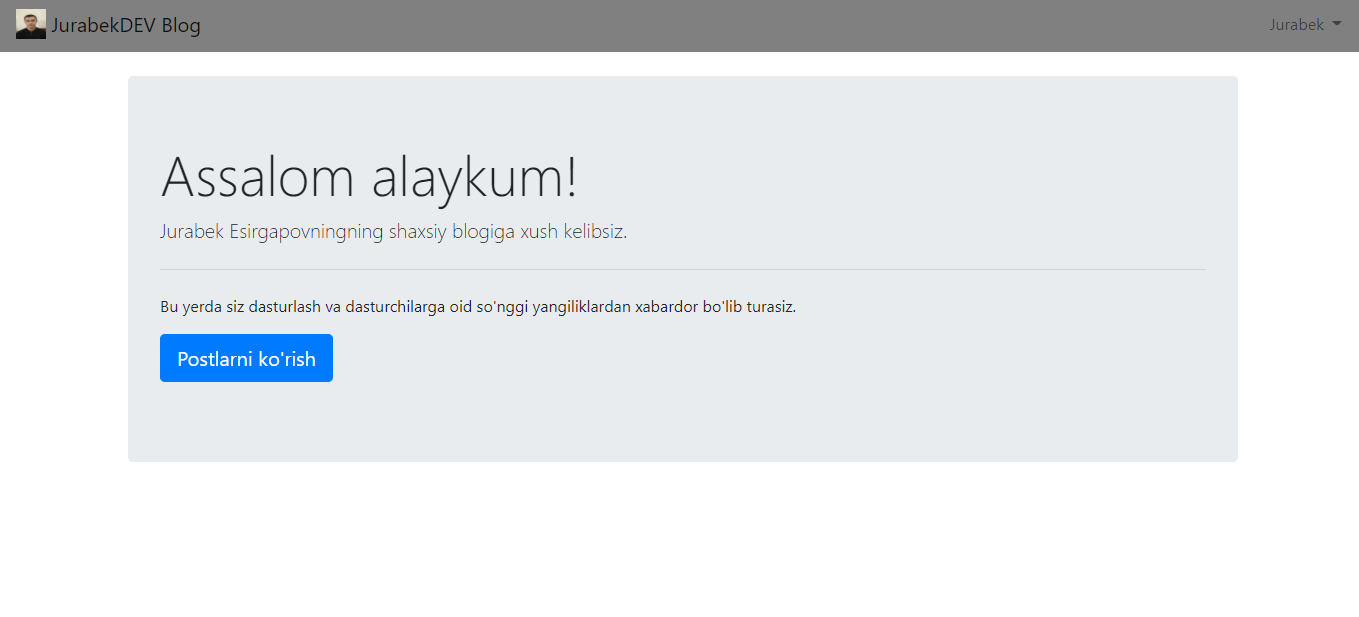 JurabekDEV Blog
Jurabek
Assalom alaykum!
Jurabek Esirgapovningning shaxsiy blogiga xush kelibsiz.
Bu yerda siz dasturlash va dasturchilarga oid so'nggi yangiliklardan xabardor bo'lib turasiz.
Postlarni ko'rish